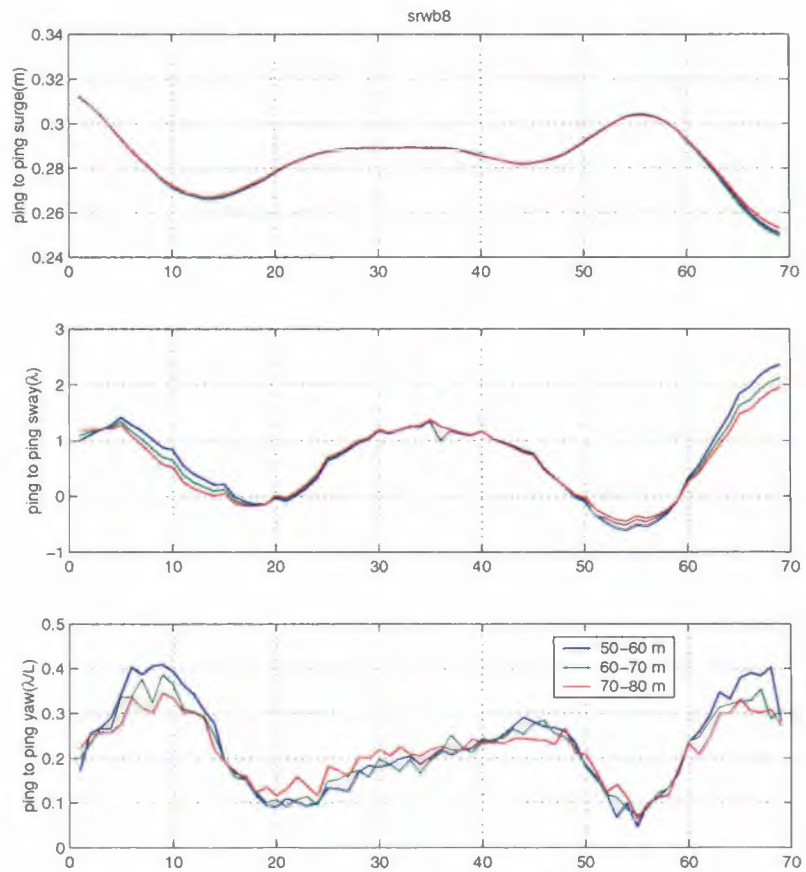 srwb8
ping to ping surge(m)
0.34
0.32
0.3
0.28
0.26
0.24
0 10 20 30 40 50 60 70
ping to ping sway(λ)
3
2
1
0
−1
0 10 20 30 40 50 60 70
ping to ping yaw(λ/L)
0.5
0.4
0.3
0.2
0.1
0
50−60 m
60−70 m
70−80 m
0 10 20 30 40 50 60 70